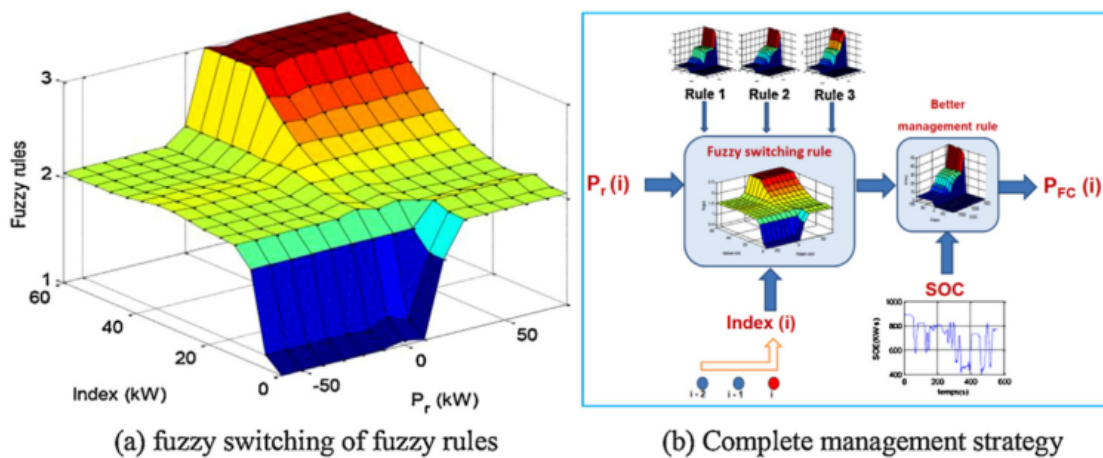 3
2
1
Fuzzy rules
60
40
20
0
Index (kW)
-50
0
50
P_r (kW)
(a) fuzzy switching of fuzzy rules
Rule 1 Rule 2 Rule 3
Better
management rule
Fuzzy switching rule
P_r (i)
P_FC (i)
Index (i)
i - 2 i - 1 i
SOC
SOE(KWs)
1000
800
600
400
0 200 400 600
temps(s)
(b) Complete management strategy